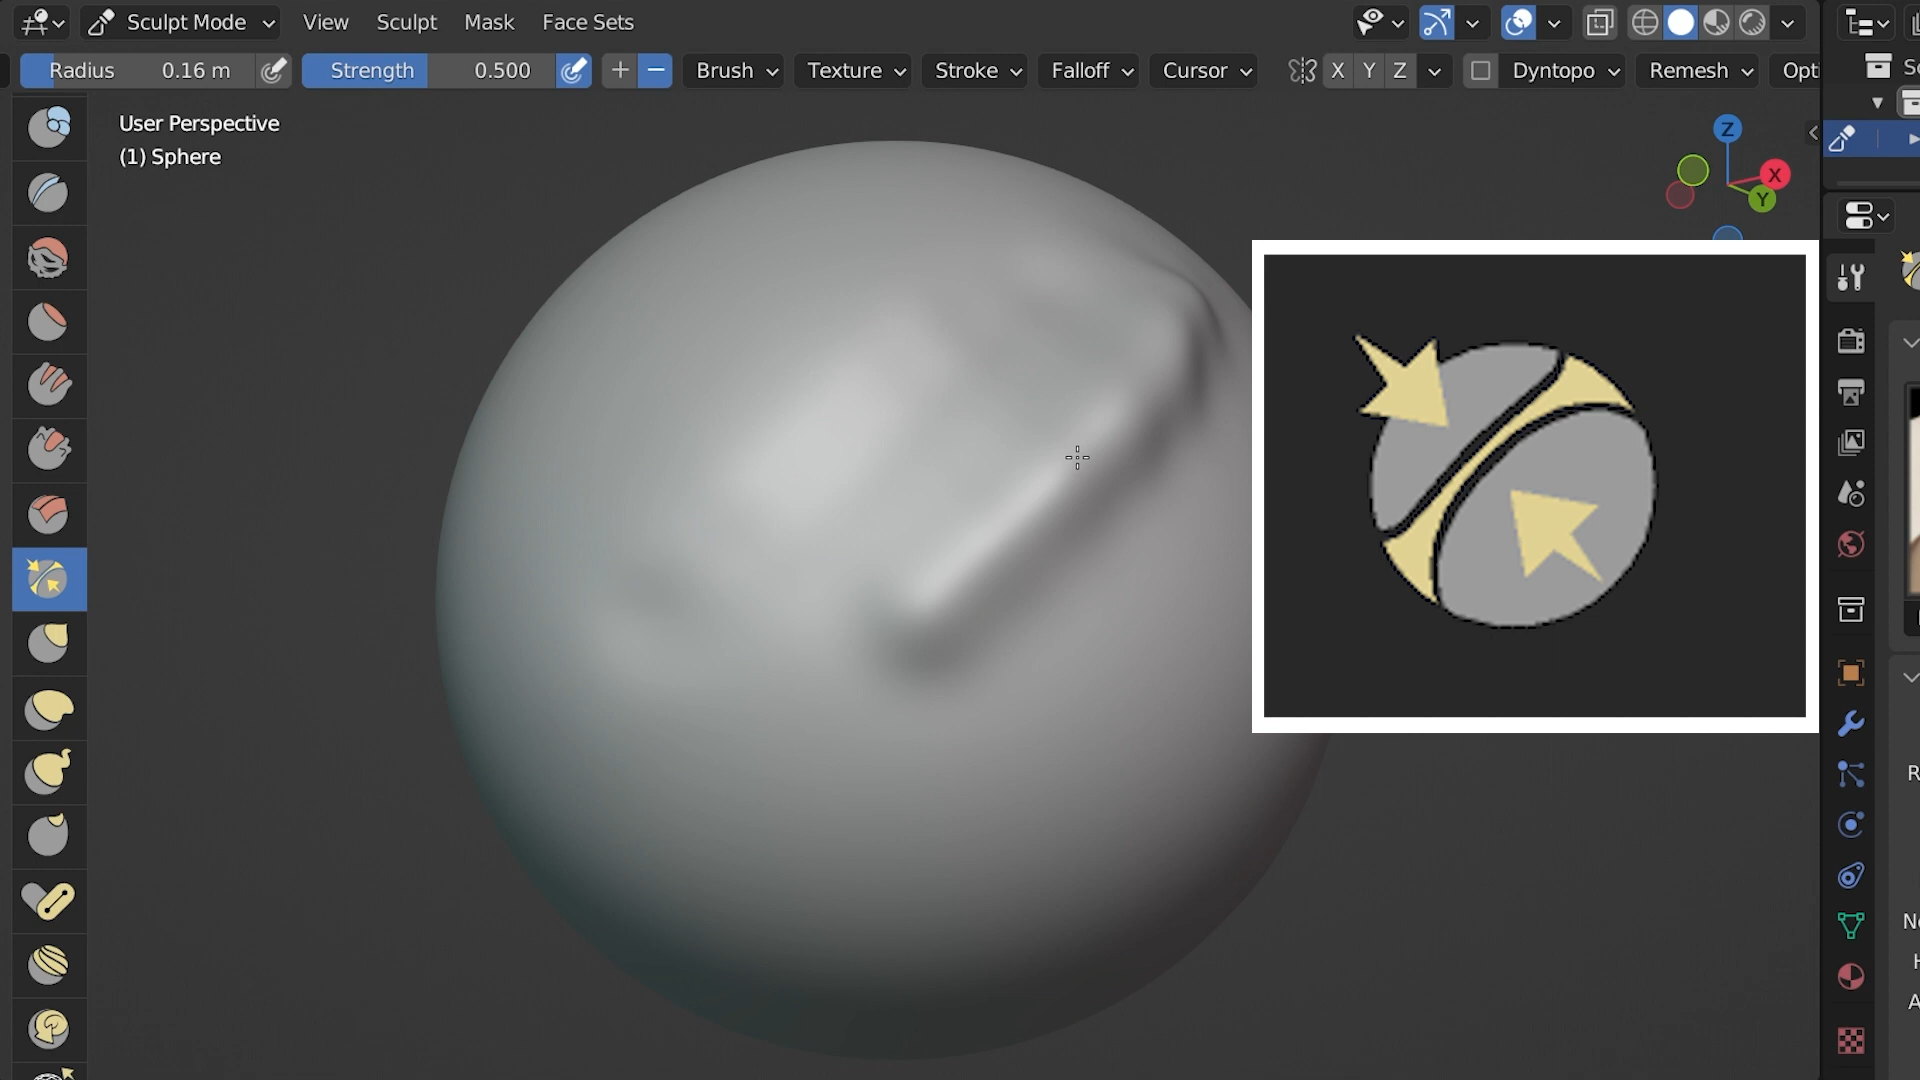 Sculpt Mode View Sculpt Mask Face Sets
Radius 0.16 m Strength 0.500 + − Brush Texture Stroke Falloff Cursor X Y Z Dyntopo Remesh Opti
User Perspective
(1) Sphere
Z
X
Y
R
H
A